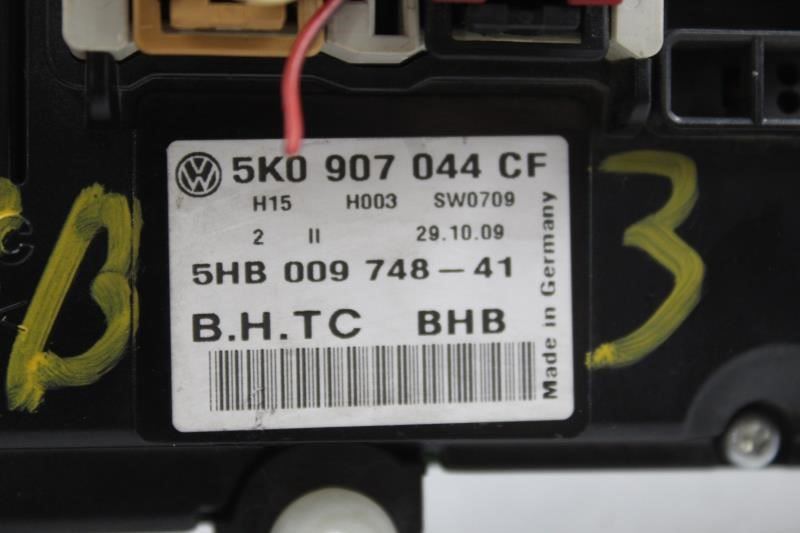 5K0 907 044 CF
H15 H003 SW0709
2 II 29.10.09
5HB 009 748-41
B.H.TC BHB
Made in Germany
B
3